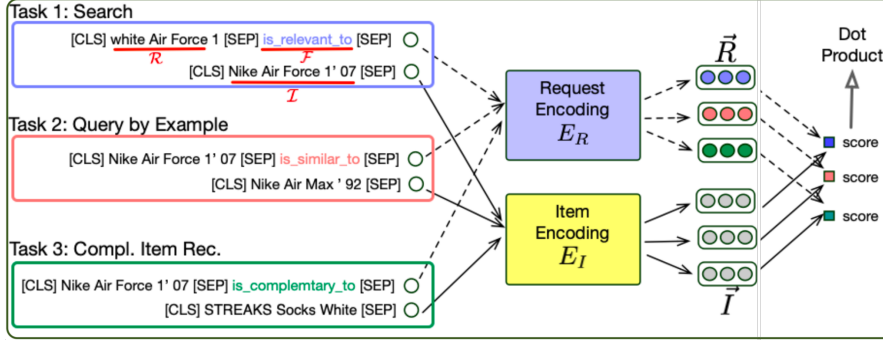 Task 1: Search
[CLS] white Air Force 1 [SEP] is_relevant_to [SEP]
R F
[CLS] Nike Air Force 1' 07 [SEP]
I
Task 2: Query by Example
[CLS] Nike Air Force 1' 07 [SEP] is_similar_to [SEP]
[CLS] Nike Air Max ' 92 [SEP]
Task 3: Compl. Item Rec.
[CLS] Nike Air Force 1' 07 [SEP] is_complemtary_to [SEP]
[CLS] STREAKS Socks White [SEP]
Request
Encoding
E_R
Item
Encoding
E_I
R
I
Dot
Product
score
score
score